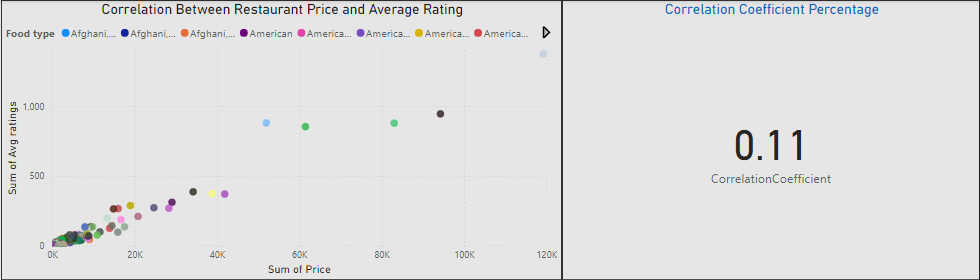 Correlation Between Restaurant Price and Average Rating
Food type Afghani,... Afghani,... Afghani,... American America... America... America... America...
Sum of Avg ratings
1,000
500
0
0K 20K 40K 60K 80K 100K 120K
Sum of Price
Correlation Coefficient Percentage
0.11
CorrelationCoefficient